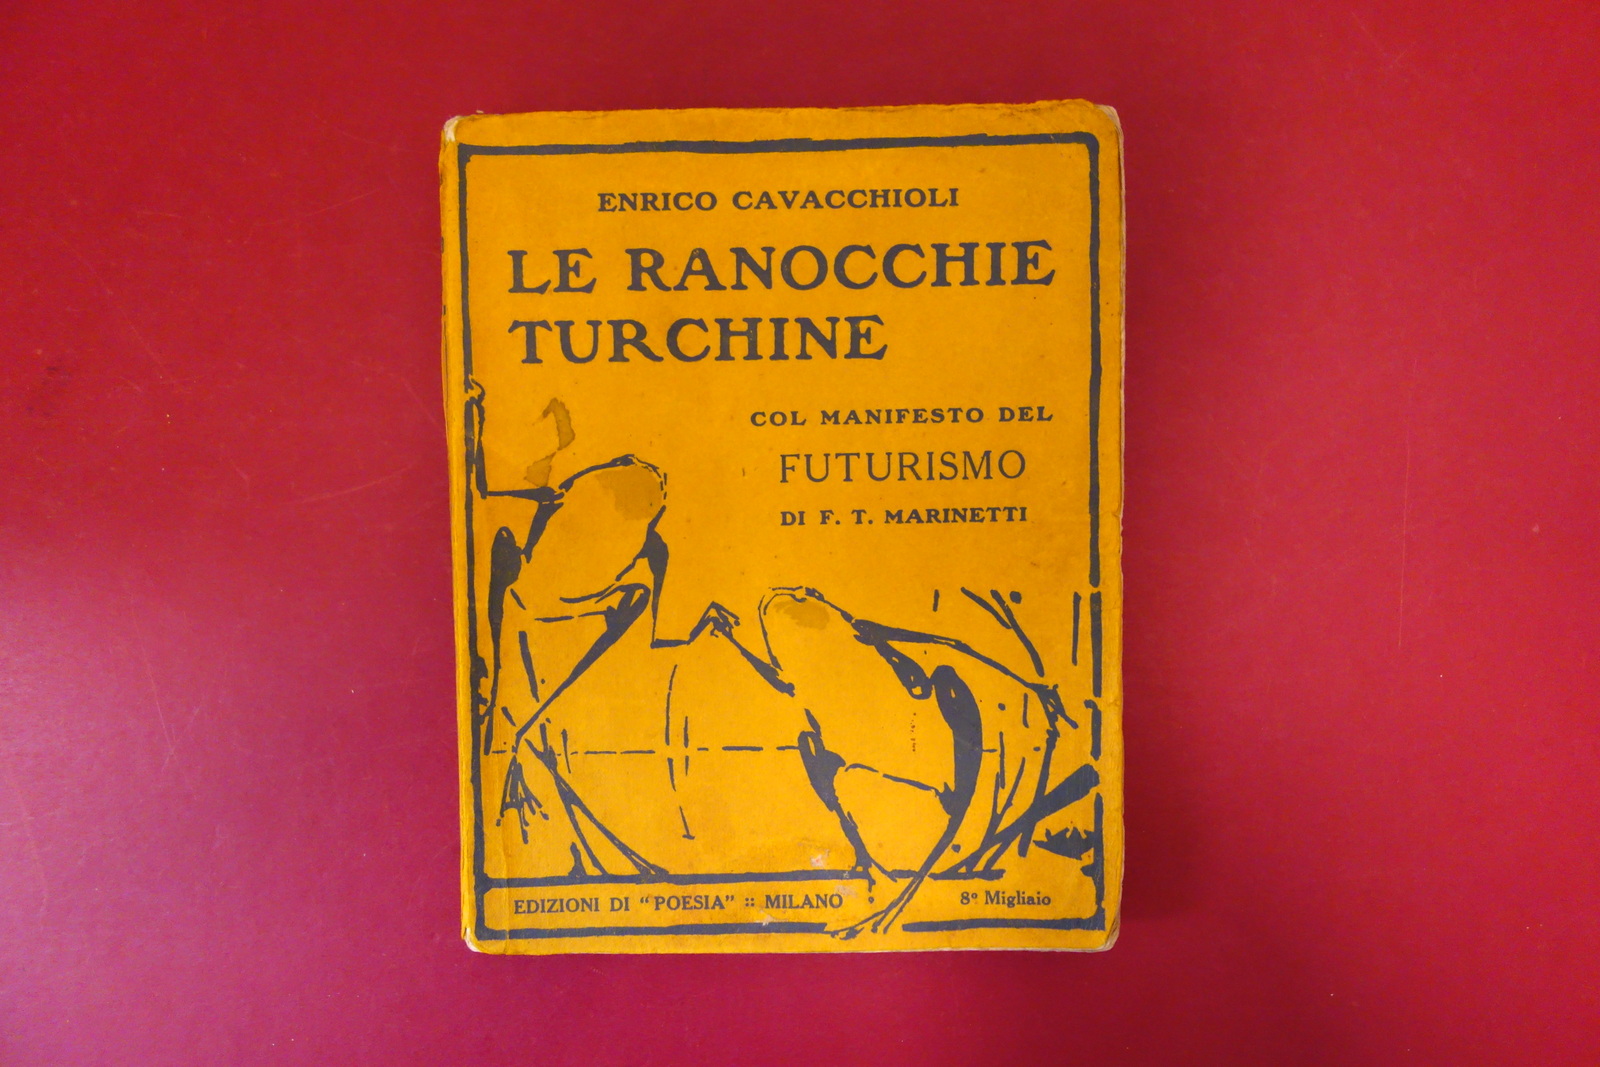 ENRICO CAVACCHIOLI
LE RANOCCHIE
TURCHINE
COL MANIFESTO DEL
FUTURISMO
DI F. T. MARINETTI
EDIZIONI DI "POESIA" :: MILANO 8º Migliaio